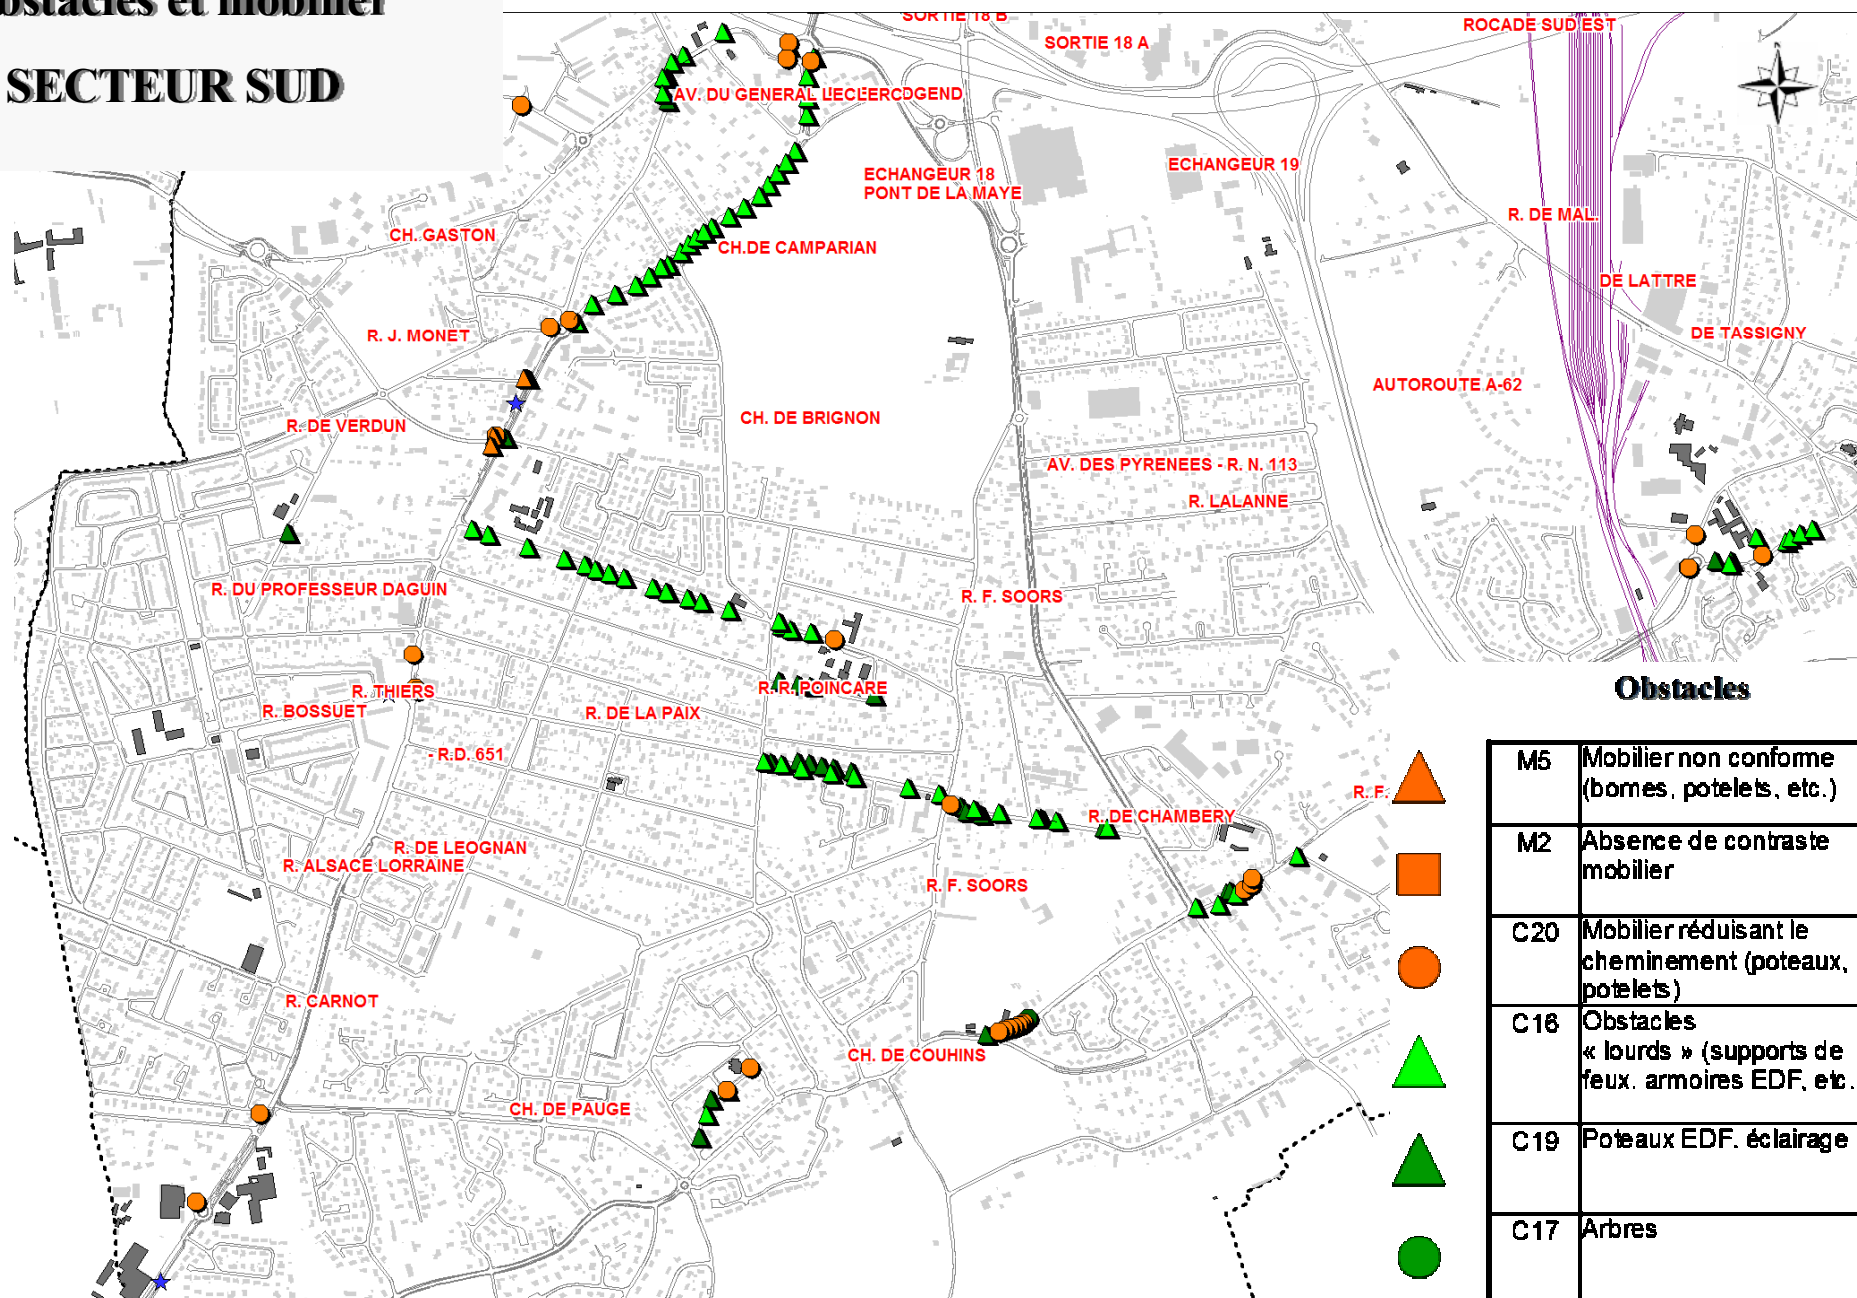 obstacles et mobilier
SECTEUR SUD
SORTIE 18 B
SORTIE 18 A
ROCADE SUD EST
AV. DU GENERAL LECLERC
DGEND
ECHANGEUR 18
PONT DE LA MAYE
ECHANGEUR 19
R. DE MAL.
CH. GASTON
CH.DE CAMPARIAN
DE LATTRE
R. J. MONET
DE TASSIGNY
AUTOROUTE A-62
R. DE VERDUN
CH. DE BRIGNON
AV. DES PYRENEES - R. N. 113
R. LALANNE
R. DU PROFESSEUR DAGUIN
R. F. SOORS
R. THIERS
R. R. POINCARE
R. BOSSUET
R. DE LA PAIX
- R.D. 651
R. F.
R. DE CHAMBERY
R. DE LEOGNAN
R. ALSACE LORRAINE
R. F. SOORS
R. CARNOT
CH. DE COUHINS
CH. DE PAUGE
Obstacles
M5 Mobilier non conforme
(bornes, potelets, etc.)
M2 Absence de contraste
mobilier
C20 Mobilier réduisant le
cheminement (poteaux,
potelets)
C16 Obstacles
« lourds » (supports de
feux. armoires EDF, etc.
C19 Poteaux EDF. éclairage
C17 Arbres